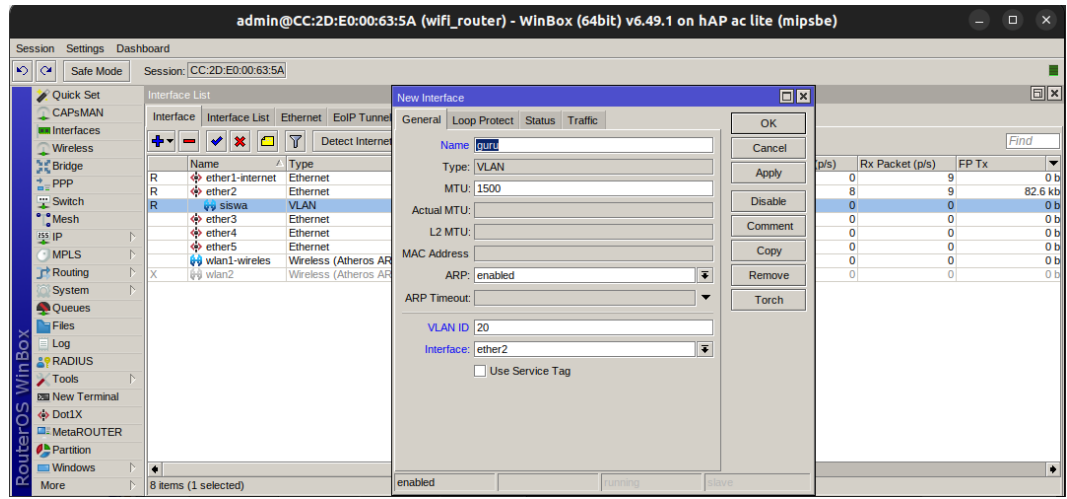 admin@CC:2D:E0:00:63:5A (wifi_router) - WinBox (64bit) v6.49.1 on hAP ac lite (mipsbe)
Session Settings Dashboard
Safe Mode Session: CC:2D:E0:00:63:5A
RouterOS WinBox
Quick Set
CAPsMAN
Interfaces
Wireless
Bridge
PPP
Switch
Mesh
IP
MPLS
Routing
System
Queues
Files
Log
RADIUS
Tools
New Terminal
Dot1X
MetaROUTER
Partition
Windows
More
Interface List
Interface Interface List Ethernet EoIP Tunnel
Detect Internet
Find
Name Type (p/s) Rx Packet (p/s) FP Tx
R ether1-internet Ethernet 0 9 0 b
R ether2 Ethernet 8 9 82.6 kb
R siswa VLAN 0 0 0 b
ether3 Ethernet 0 0 0 b
ether4 Ethernet 0 0 0 b
ether5 Ethernet 0 0 0 b
wlan1-wireles Wireless (Atheros AR 0 0 0 b
X wlan2 Wireless (Atheros AR 0 0 0 b
8 items (1 selected)
New Interface
General Loop Protect Status Traffic
Name guru
Type: VLAN
MTU: 1500
Actual MTU:
L2 MTU:
MAC Address
ARP: enabled
ARP Timeout:
VLAN ID 20
Interface: ether2
Use Service Tag
OK
Cancel
Apply
Disable
Comment
Copy
Remove
Torch
enabled running slave